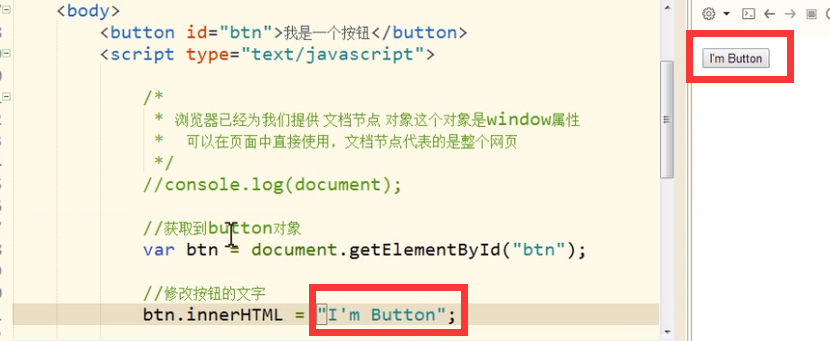 <body>
<button id="btn">我是一个按钮</button>
<script type="text/javascript">
/*
* 浏览器已经为我们提供 文档节点 对象这个对象是window属性
* 可以在页面中直接使用，文档节点代表的是整个网页
*/
//console.log(document);
//获取到button对象
var btn = document.getElementById("btn");
//修改按钮的文字
btn.innerHTML = "I'm Button";
I'm Button